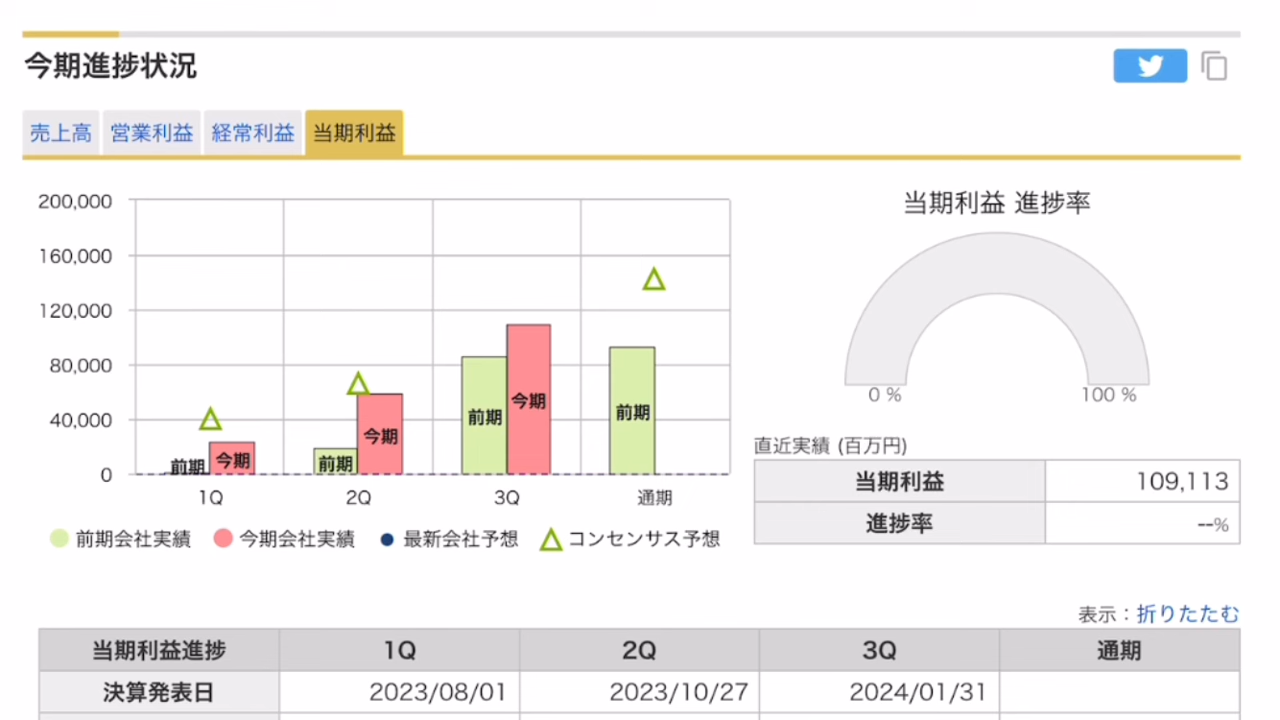 今期進捗状況
売上高 営業利益 経常利益 当期利益
当期利益 進捗率
200,000
160,000
120,000
80,000
40,000
0
前期 今期
前期 今期
前期 今期
前期
1Q 2Q 3Q 通期
前期会社実績 今期会社実績 最新会社予想 コンセンサス予想
0 % 100 %
直近実績 (百万円)
当期利益 109,113
進捗率 --%
表示：折りたたむ
当期利益進捗 1Q 2Q 3Q 通期
決算発表日 2023/08/01 2023/10/27 2024/01/31